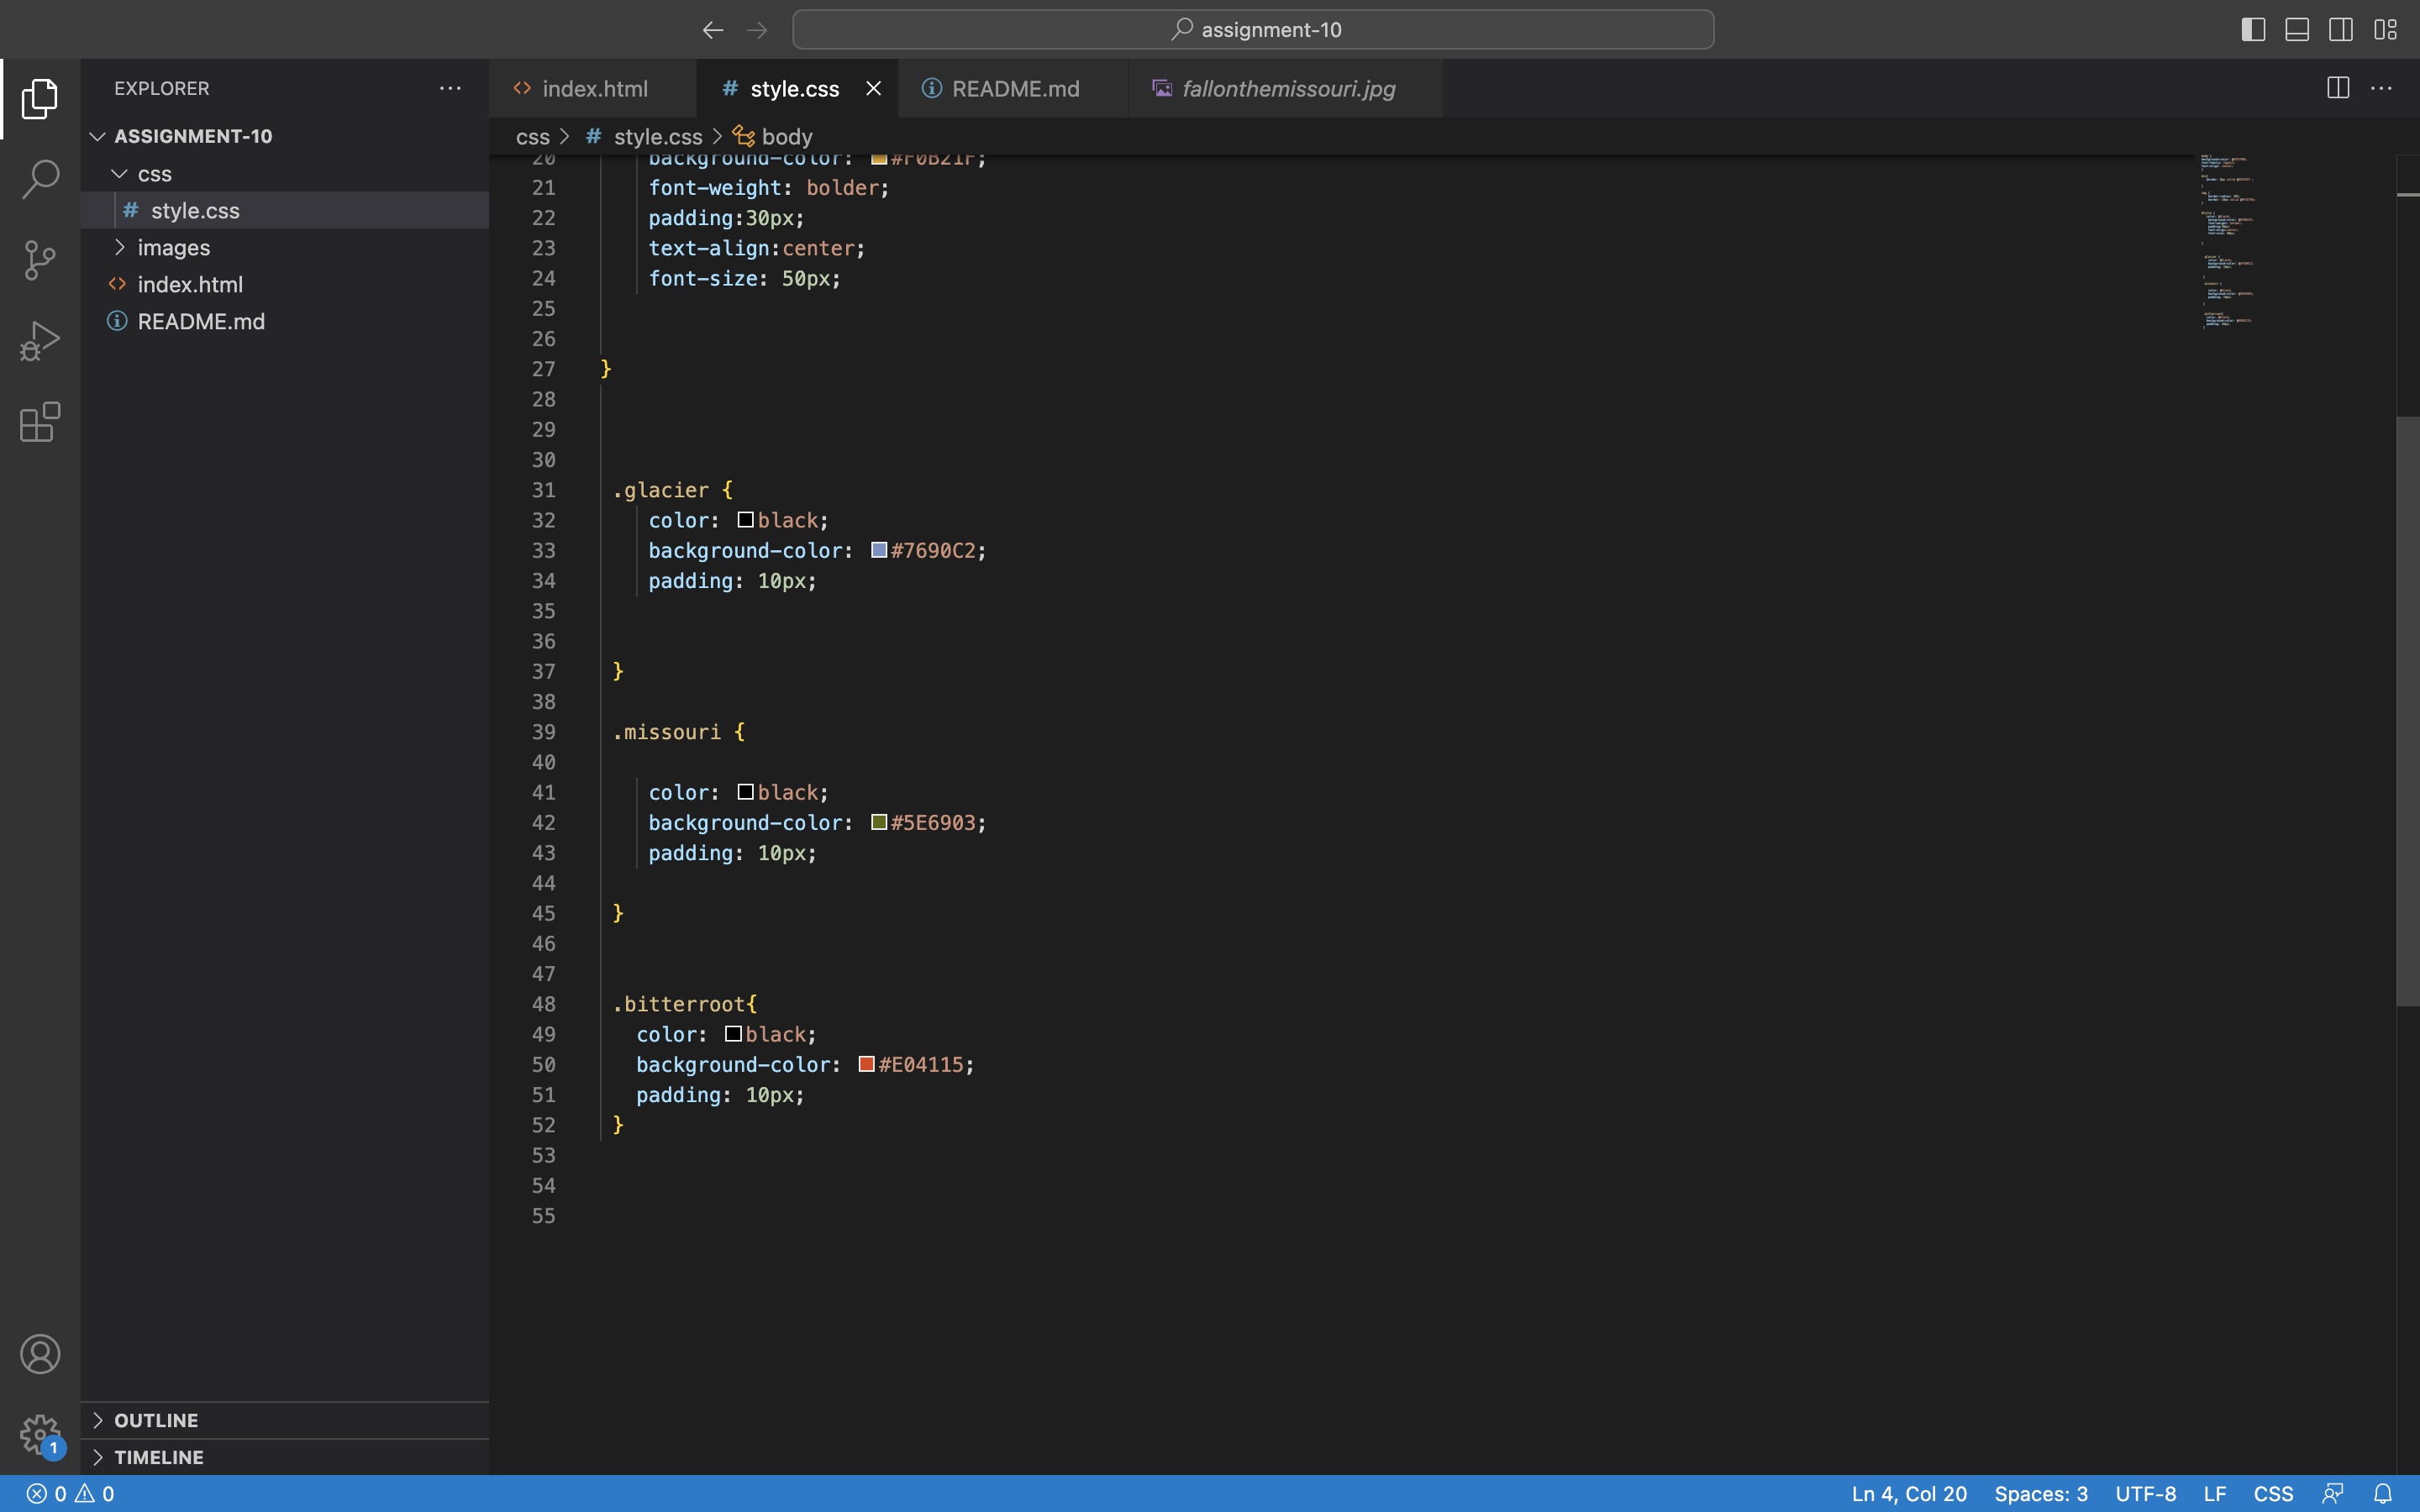 assignment-10
EXPLORER
ASSIGNMENT-10
css
# style.css
images
index.html
README.md
OUTLINE
TIMELINE
index.html
# style.css
README.md
fallonthemissouri.jpg
css > # style.css > body
20 background-color: #F0B21F;
21 font-weight: bolder;
22 padding:30px;
23 text-align:center;
24 font-size: 50px;
25
26
27 }
28
29
30
31 .glacier {
32 color: black;
33 background-color: #7690C2;
34 padding: 10px;
35
36
37 }
38
39 .missouri {
40
41 color: black;
42 background-color: #5E6903;
43 padding: 10px;
44
45 }
46
47
48 .bitterroot{
49 color: black;
50 background-color: #E04115;
51 padding: 10px;
52 }
53
54
55
1
0 0
Ln 4, Col 20 Spaces: 3 UTF-8 LF CSS